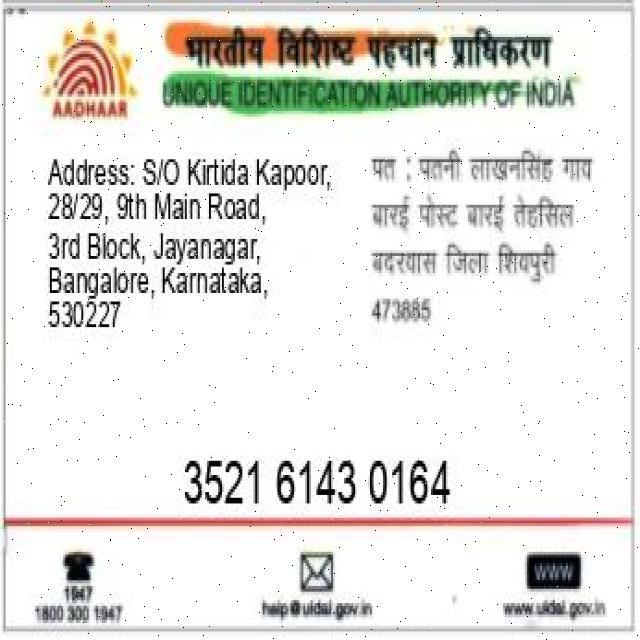 भारतीय विशिष्ट पहचान प्राधिकरण
UNIQUE IDENTIFICATION AUTHORITY OF INDIA
AADHAAR
Address: S/O Kirtida Kapoor,
28/29, 9th Main Road,
3rd Block, Jayanagar,
Bangalore, Karnataka,
530227
पत : पतनी लाखनसिंह गाव
बारई पोस्ट बारई तेहसिल
बदरवास जिला शिवपुरी
473885
3521 6143 0164
1947
1800 300 1947
help@uidai.gov.in
WWW
www.uidai.gov.in